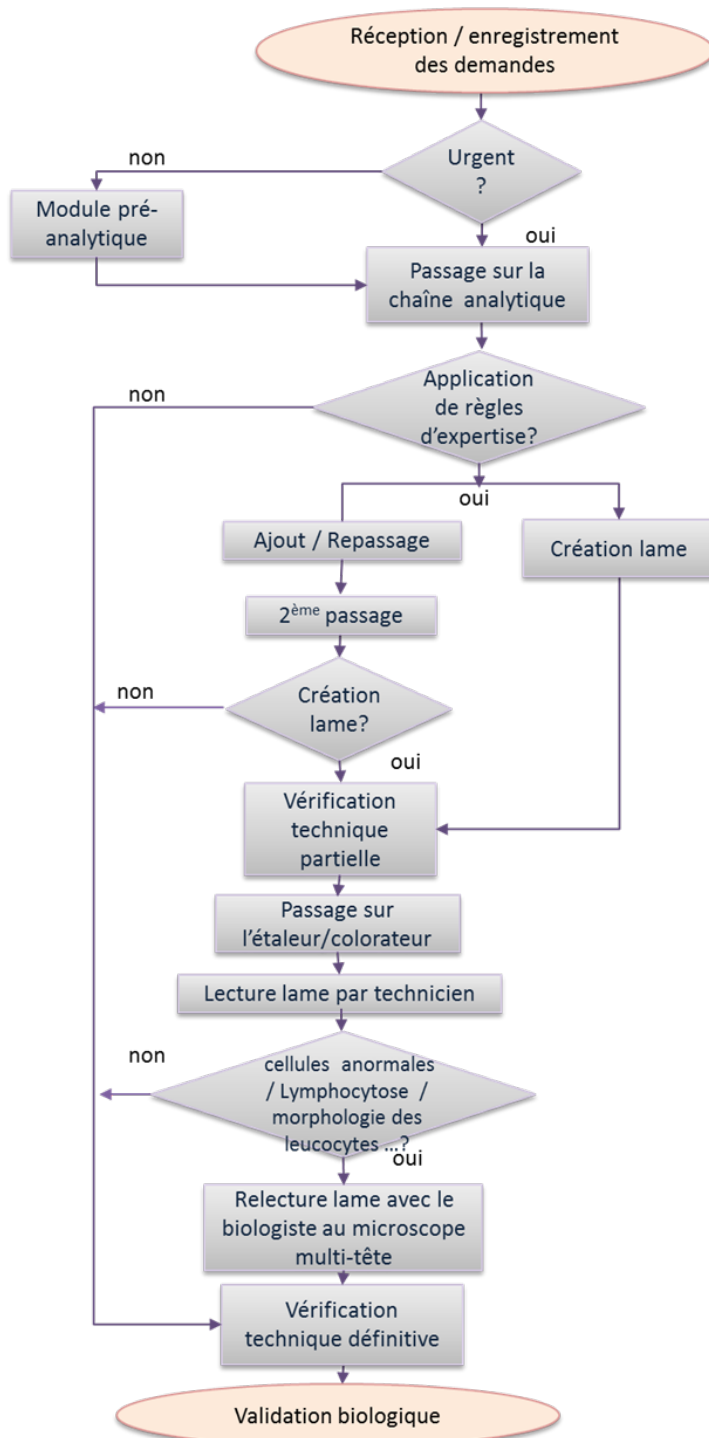 Réception / enregistrement
des demandes
non
Urgent
?
Module pré-
analytique
oui
Passage sur la
chaîne analytique
non
Application
de règles
d'expertise?
oui
Ajout / Repassage
Création lame
2ème passage
non
Création
lame?
oui
Vérification
technique
partielle
Passage sur
l'étaleur/colorateur
Lecture lame par technicien
non
cellules anormales
/ Lymphocytose /
morphologie des
leucocytes ...?
oui
Relecture lame avec le
biologiste au microscope
multi-tête
Vérification
technique définitive
Validation biologique